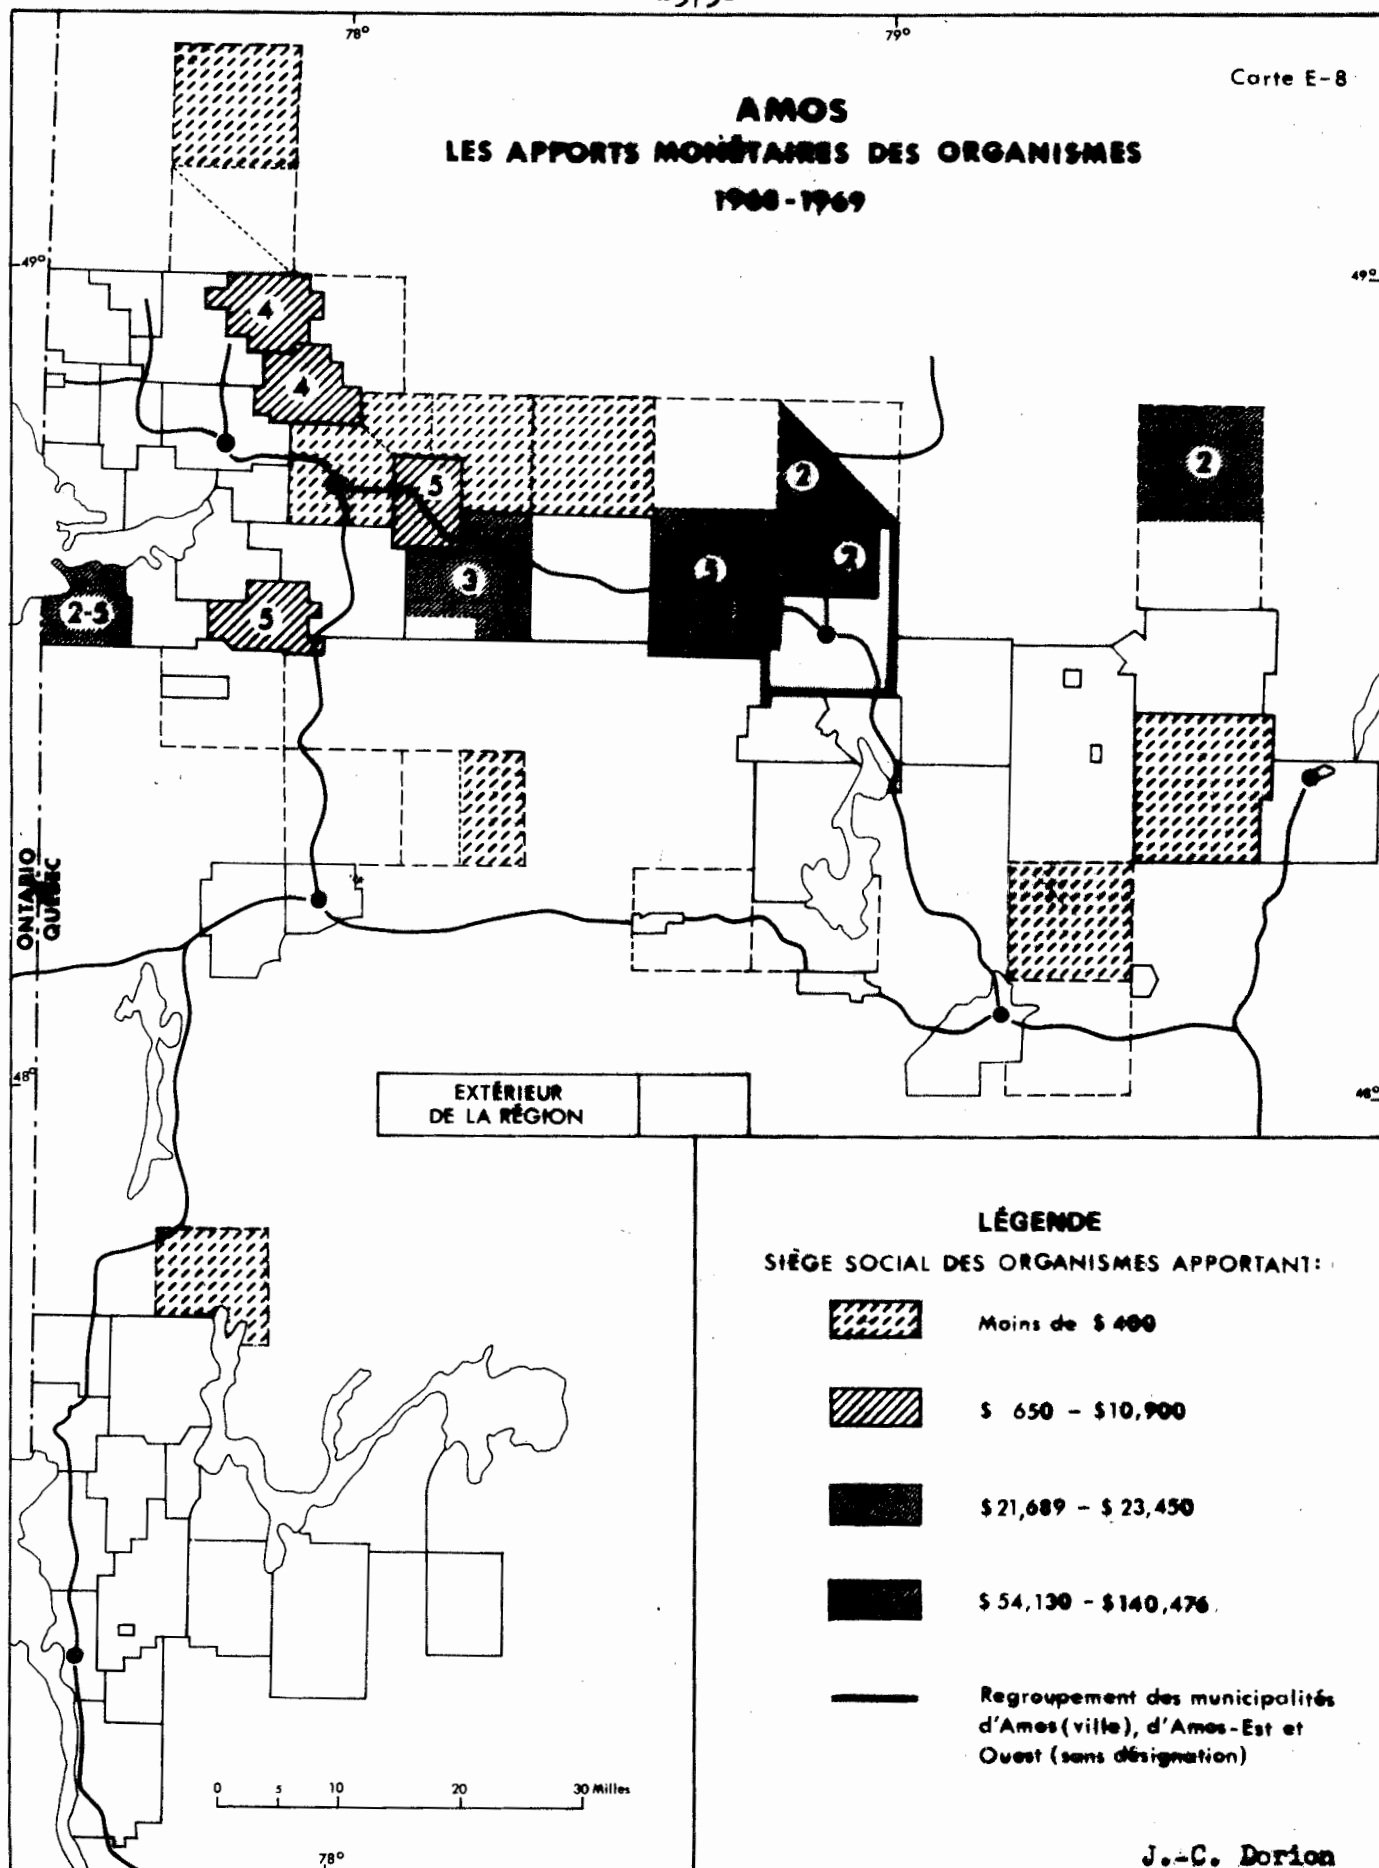 78°
79°
Carte E-8
AMOS
LES APPORTS MONÉTAIRES DES ORGANISMES
1968-1969
49°
49°
4
4
5
2
2
2
5
3
2-5
5
ONTARIO
QUÉBEC
48°
48°
EXTÉRIEUR
DE LA RÉGION
LÉGENDE
SIÈGE SOCIAL DES ORGANISMES APPORTANT:
Moins de $ 400
$ 650 - $10,900
$21,689 - $23,450
$54,130 - $140,476
Regroupement des municipalités
d'Amos (ville), d'Amos-Est et
Ouest (sans désignation)
0 5 10 20 30 Milles
78°
J.-C. Dorion